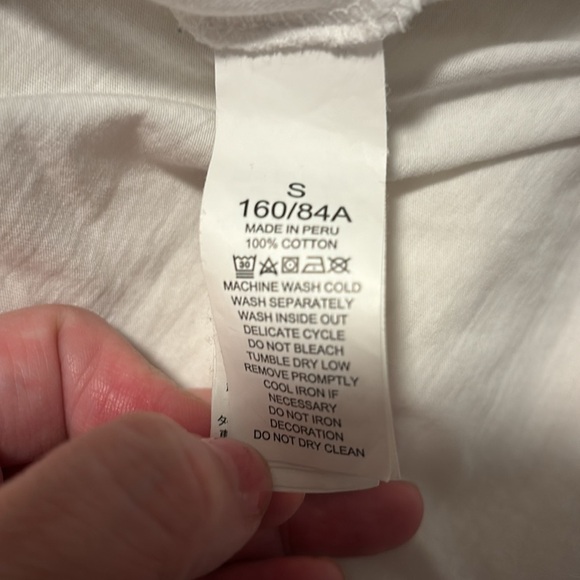 S
160/84A
MADE IN PERU
100% COTTON
30
MACHINE WASH COLD
WASH SEPARATELY
WASH INSIDE OUT
DELICATE CYCLE
DO NOT BLEACH
TUMBLE DRY LOW
REMOVE PROMPTLY
COOL IRON IF
NECESSARY
DO NOT IRON
DECORATION
DO NOT DRY CLEAN